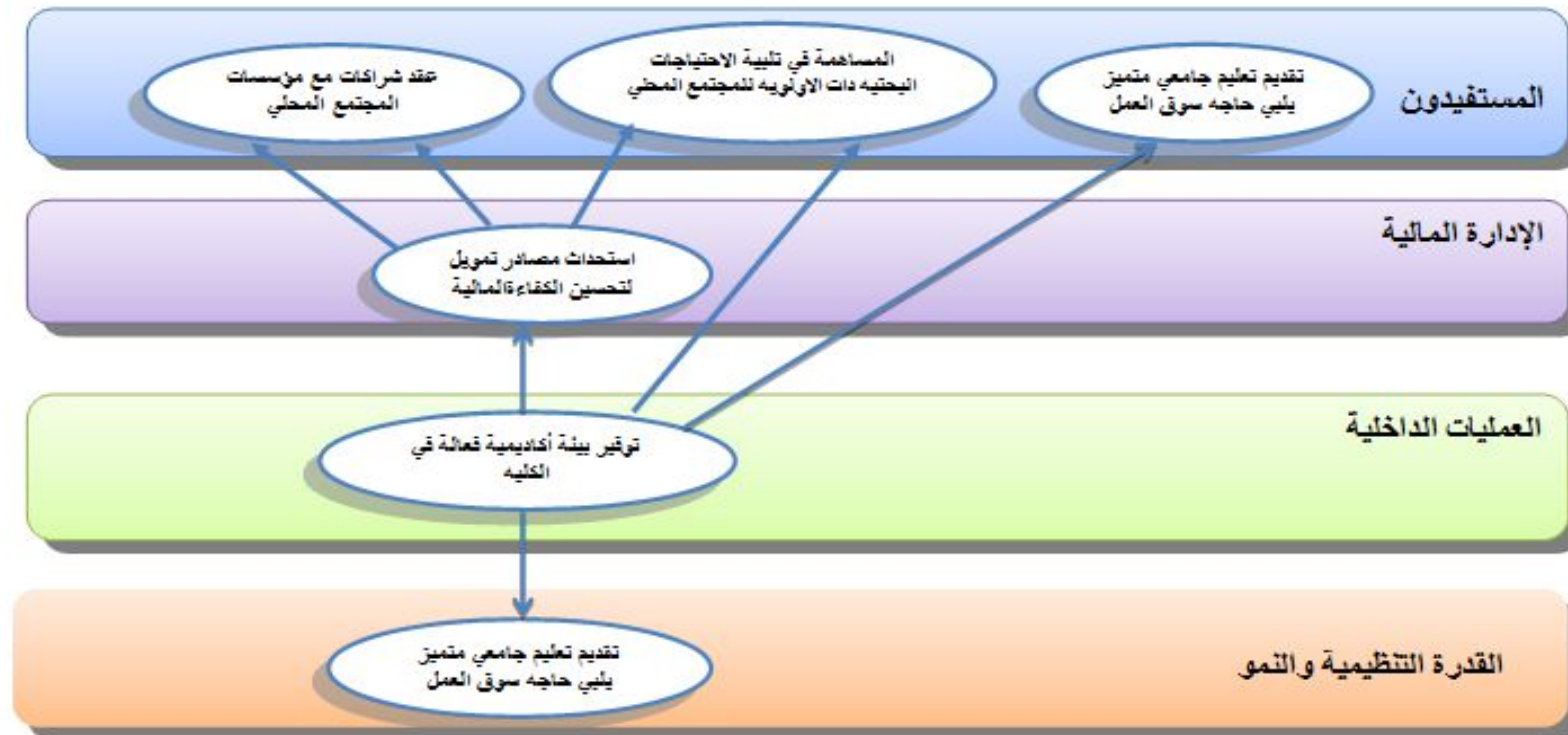 المستفيدون
تقديم تعليم جامعي متميز
يلبي حاجه سوق العمل
المساهمة في تلبية الاحتياجات
البحثيه ذات الاولويه للمجتمع المحلي
عقد شراكات مع مؤسسات
المجتمع المحلي
الإدارة المالية
استحداث مصادر تمويل
لتحسين الكفاءةالمالية
العمليات الداخلية
توفير بيئة أكاديمية فعالة في
الكليه
القدرة التنظيمية والنمو
تقديم تعليم جامعي متميز
يلبي حاجه سوق العمل